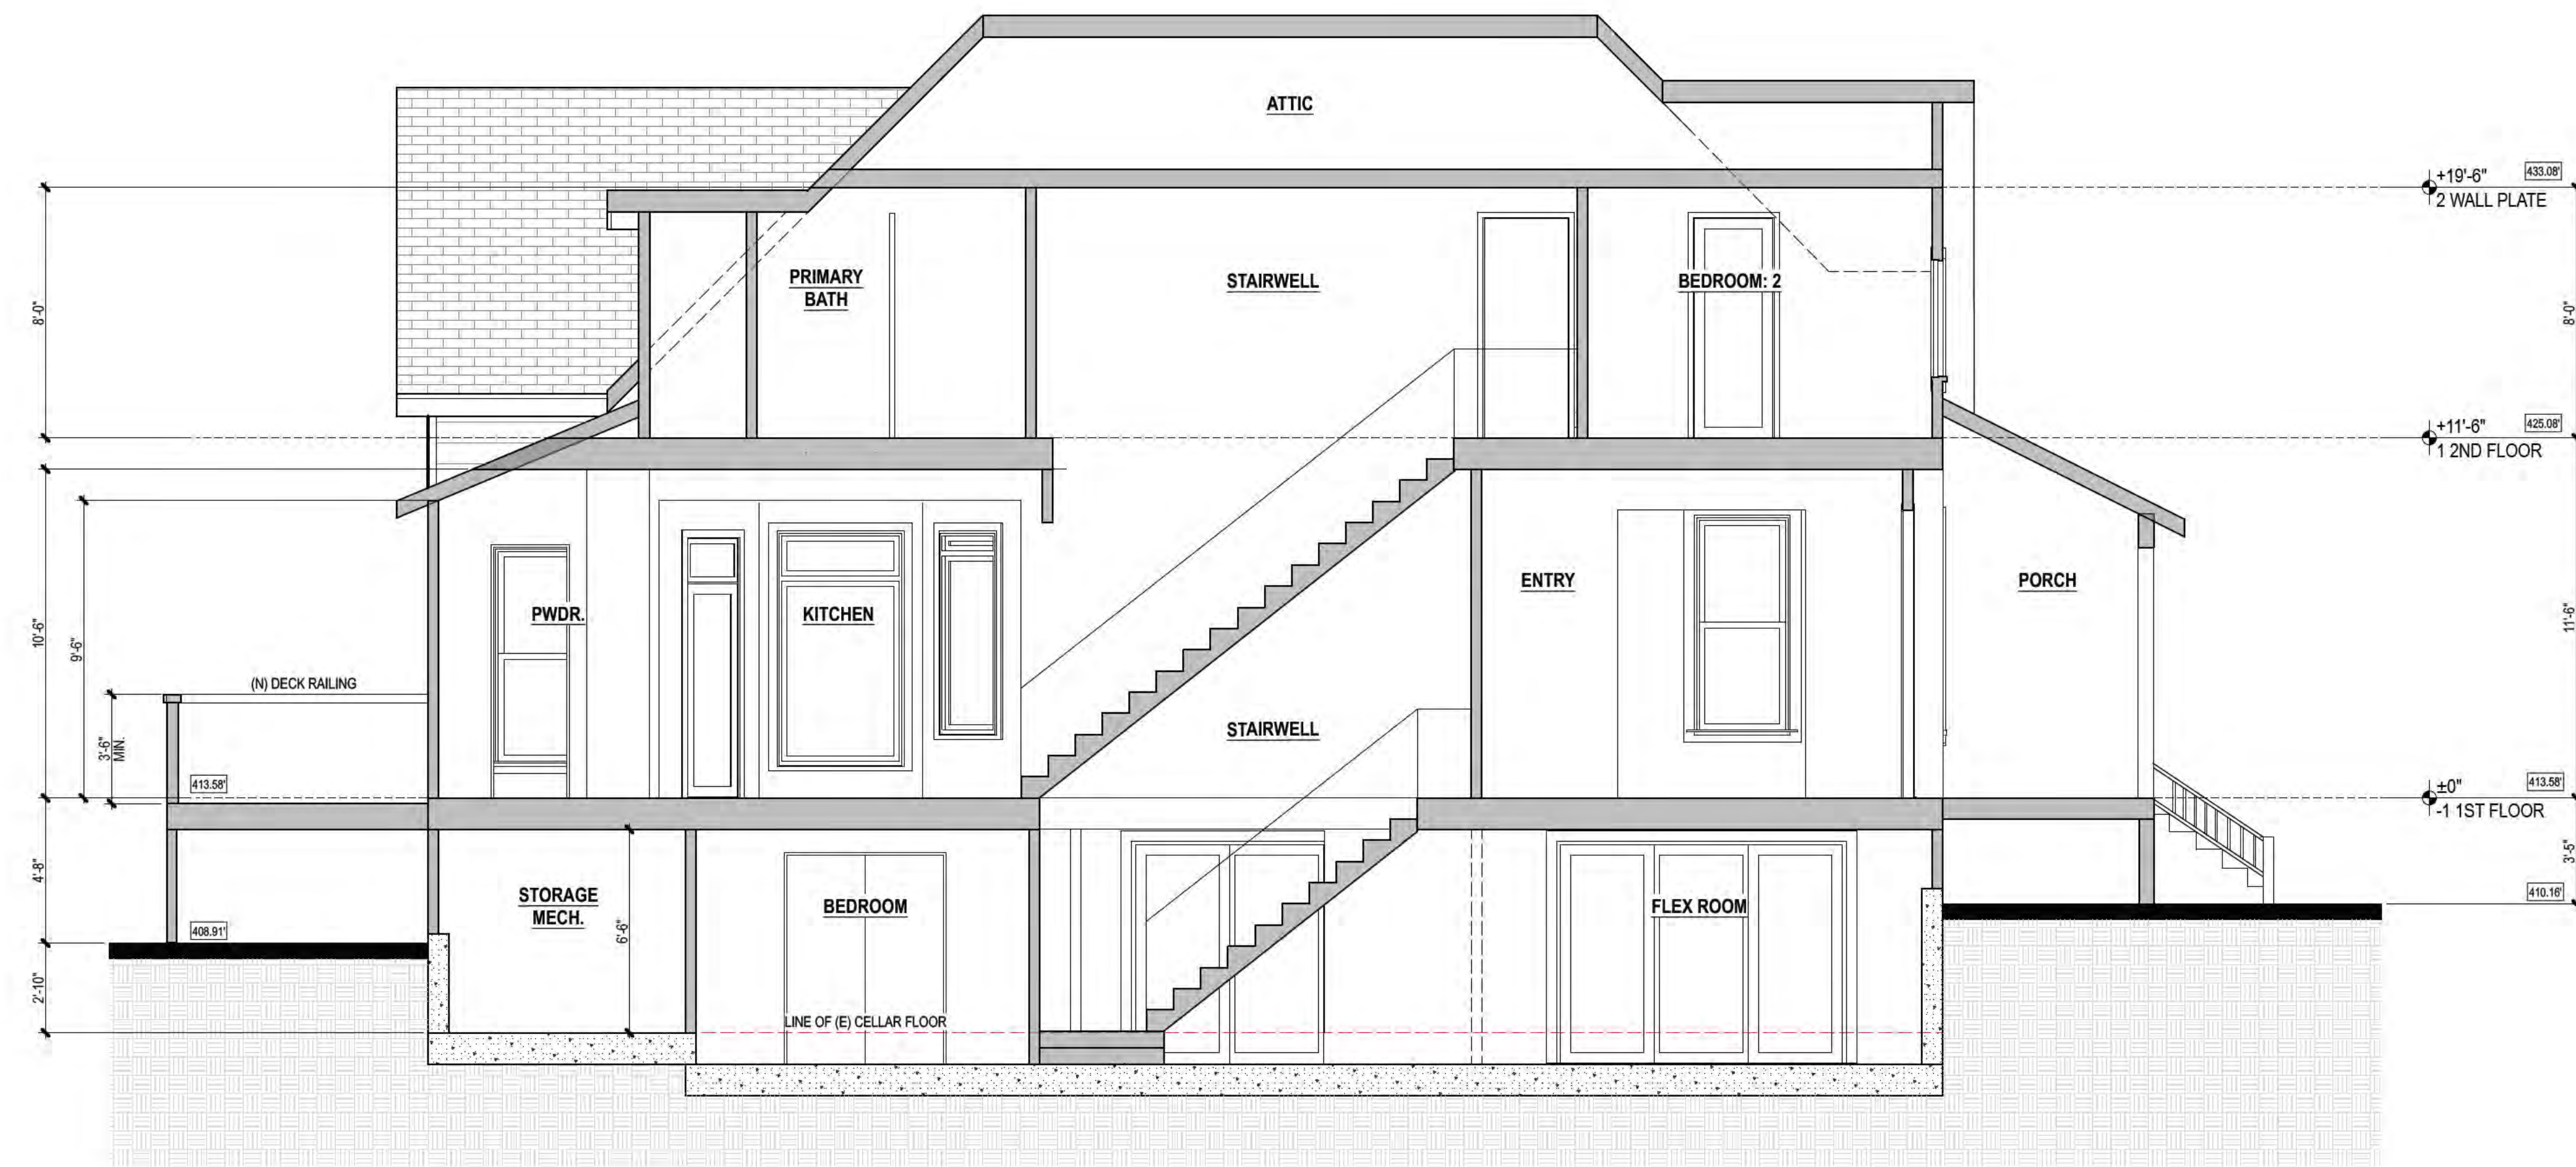 ATTIC
+19'-6"
433.08'
2 WALL PLATE
PRIMARY
BATH
STAIRWELL
BEDROOM: 2
8'-0"
8'-0"
+11'-6"
425.08'
1 2ND FLOOR
PWDR.
KITCHEN
ENTRY
PORCH
10'-6"
9'-6"
11'-6"
(N) DECK RAILING
3'-6"
MIN.
STAIRWELL
413.58'
±0"
413.58'
-1 1ST FLOOR
4'-8"
STORAGE
MECH.
6'-6"
BEDROOM
FLEX ROOM
3'-5"
410.16'
408.91'
2'-10"
LINE OF (E) CELLAR FLOOR